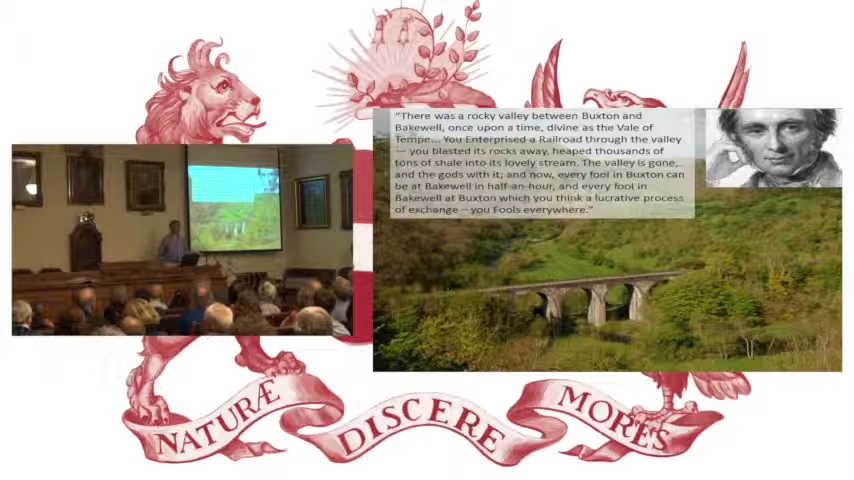 "There was a rocky valley between Buxton and
Bakewell, once upon a time, divine as the Vale of
Tempe... You Enterprised a Railroad through the valley
– you blasted its rocks away, heaped thousands of
tons of shale into its lovely stream. The valley is gone,
and the gods with it; and now, every fool in Buxton can
be at Bakewell in half-an-hour, and every fool in
Bakewell at Buxton which you think a lucrative process
of exchange – you Fools everywhere."
NATURÆ DISCERE MORES